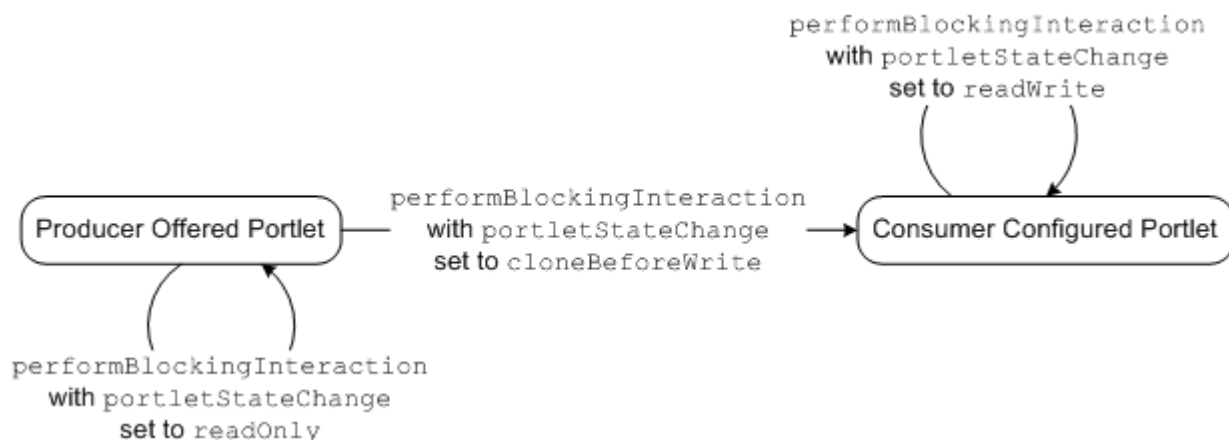 performBlockingInteraction
with portletStateChange
set to readWrite
Producer Offered Portlet
performBlockingInteraction
with portletStateChange
set to cloneBeforeWrite
Consumer Configured Portlet
performBlockingInteraction
with portletStateChange
set to readOnly